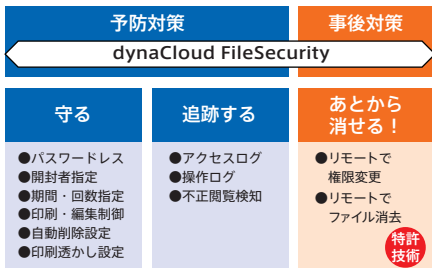 予防対策
事後対策
dynaCloud FileSecurity
守る
●パスワードレス
●開封者指定
●期間・回数指定
●印刷・編集制御
●自動削除設定
●印刷透かし設定
追跡する
●アクセスログ
●操作ログ
●不正閲覧検知
あとから
消せる！
●リモートで
権限変更
●リモートで
ファイル消去
特許
技術